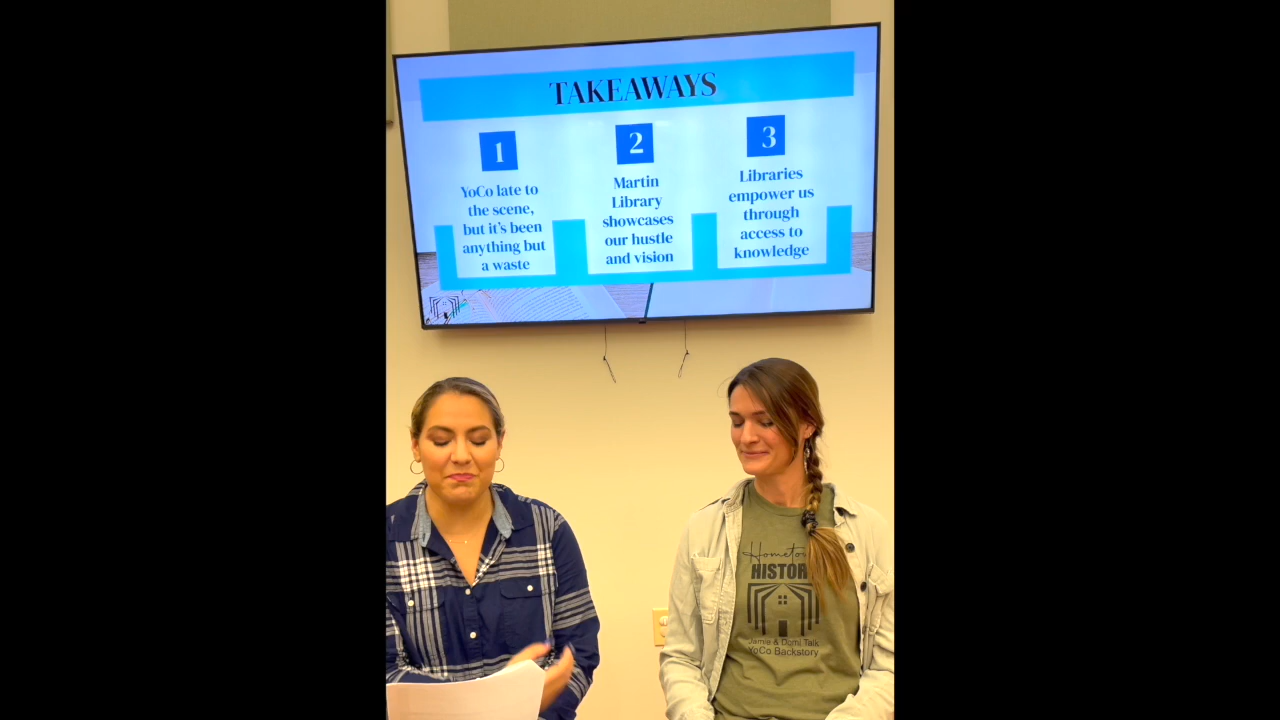 TAKEAWAYS
1
YoCo late to
the scene,
but it's been
anything but
a waste
2
Martin
Library
showcases
our hustle
and vision
3
Libraries
empower us
through
access to
knowledge
HISTOR
Jamie & Domi Talk
YoCo Backstory